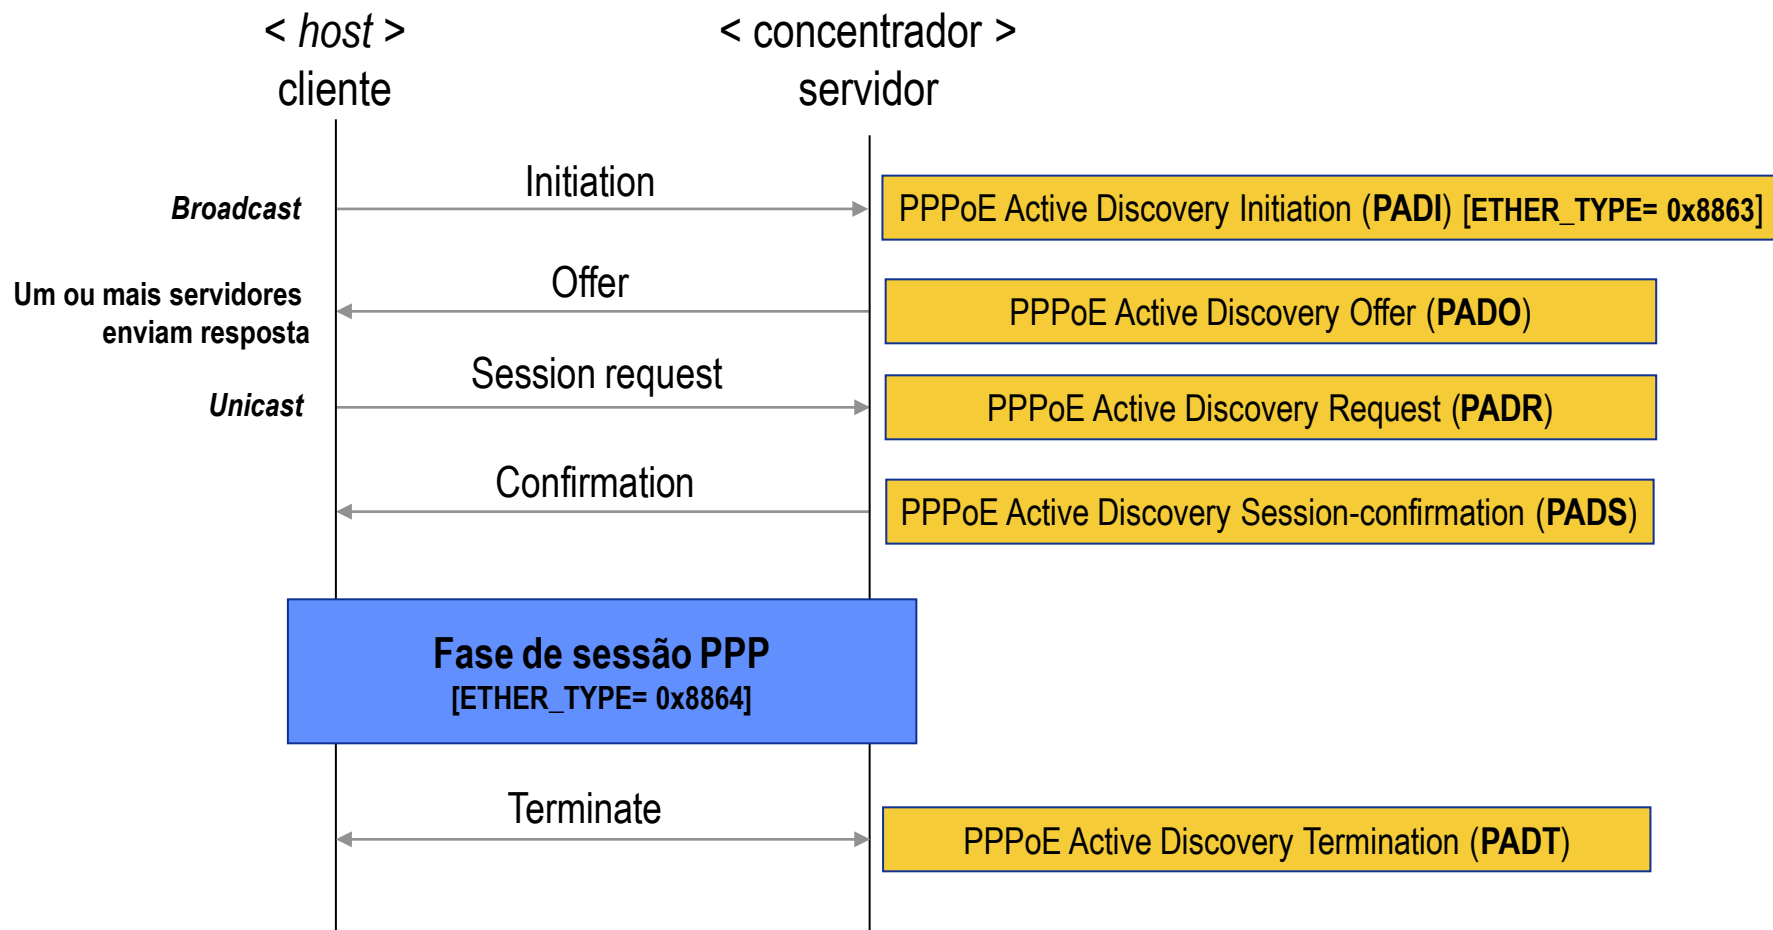 < host >
cliente
< concentrador >
servidor
Initiation
Broadcast
PPPoE Active Discovery Initiation (PADI) [ETHER_TYPE= 0x8863]
Offer
Um ou mais servidores
enviam resposta
PPPoE Active Discovery Offer (PADO)
Session request
Unicast
PPPoE Active Discovery Request (PADR)
Confirmation
PPPoE Active Discovery Session-confirmation (PADS)
Fase de sessão PPP
[ETHER_TYPE= 0x8864]
Terminate
PPPoE Active Discovery Termination (PADT)